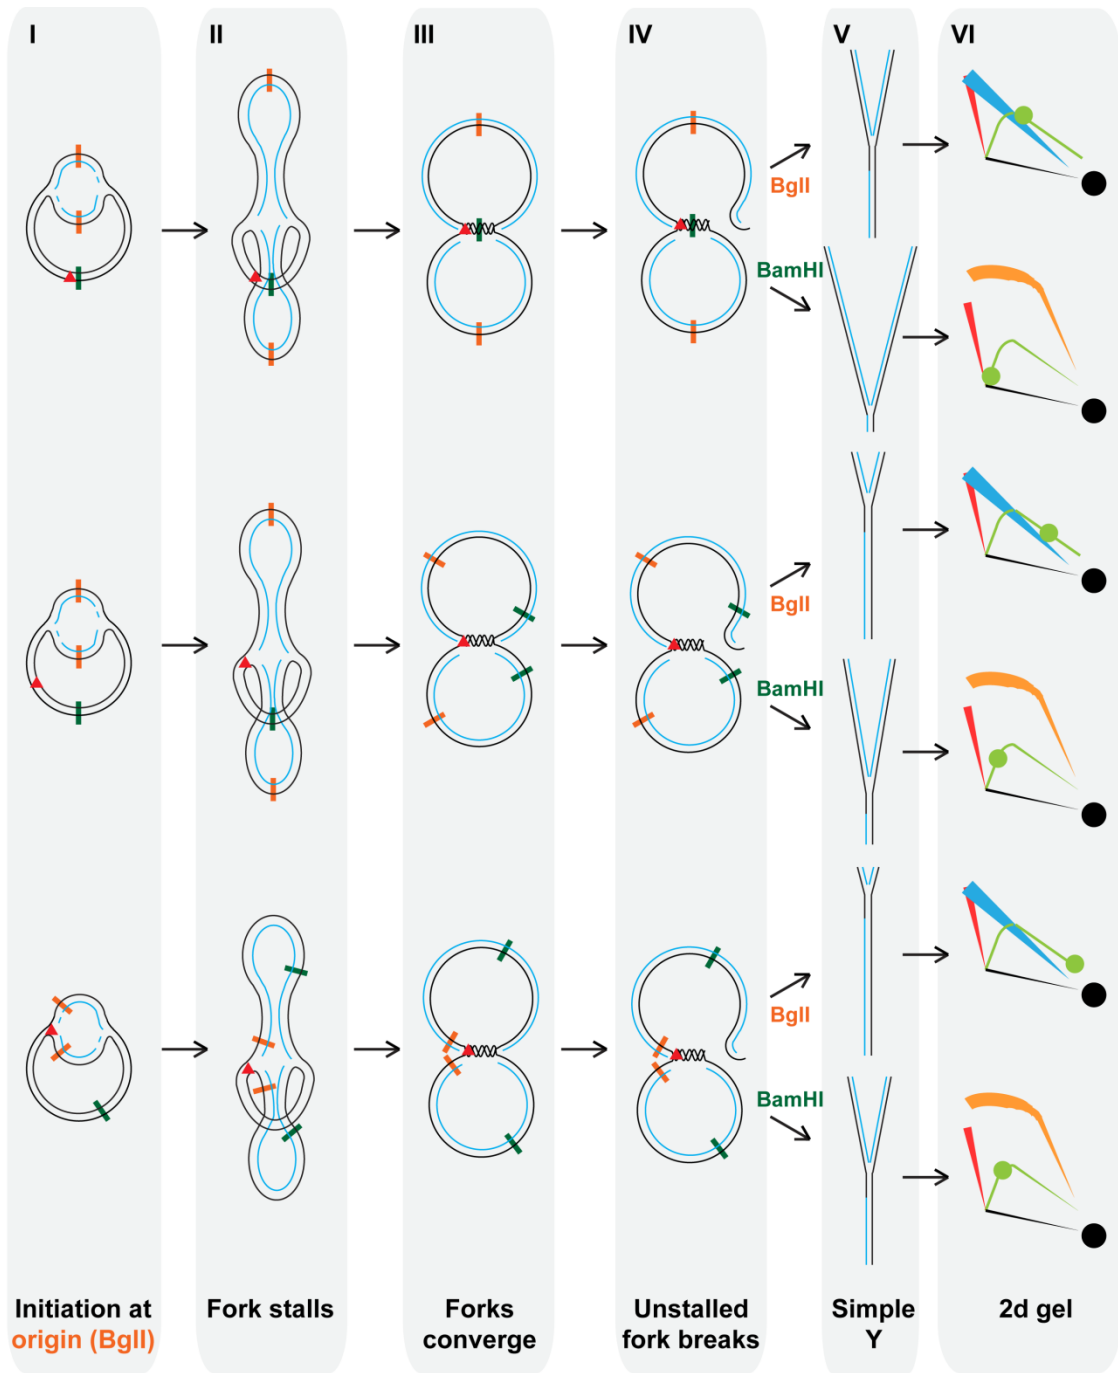 I
II
III
IV
V
VI
BglI
BamHI
BglI
BamHI
BglI
BamHI
Initiation at
origin (BglI)
Fork stalls
Forks
converge
Unstalled
fork breaks
Simple
Y
2d gel